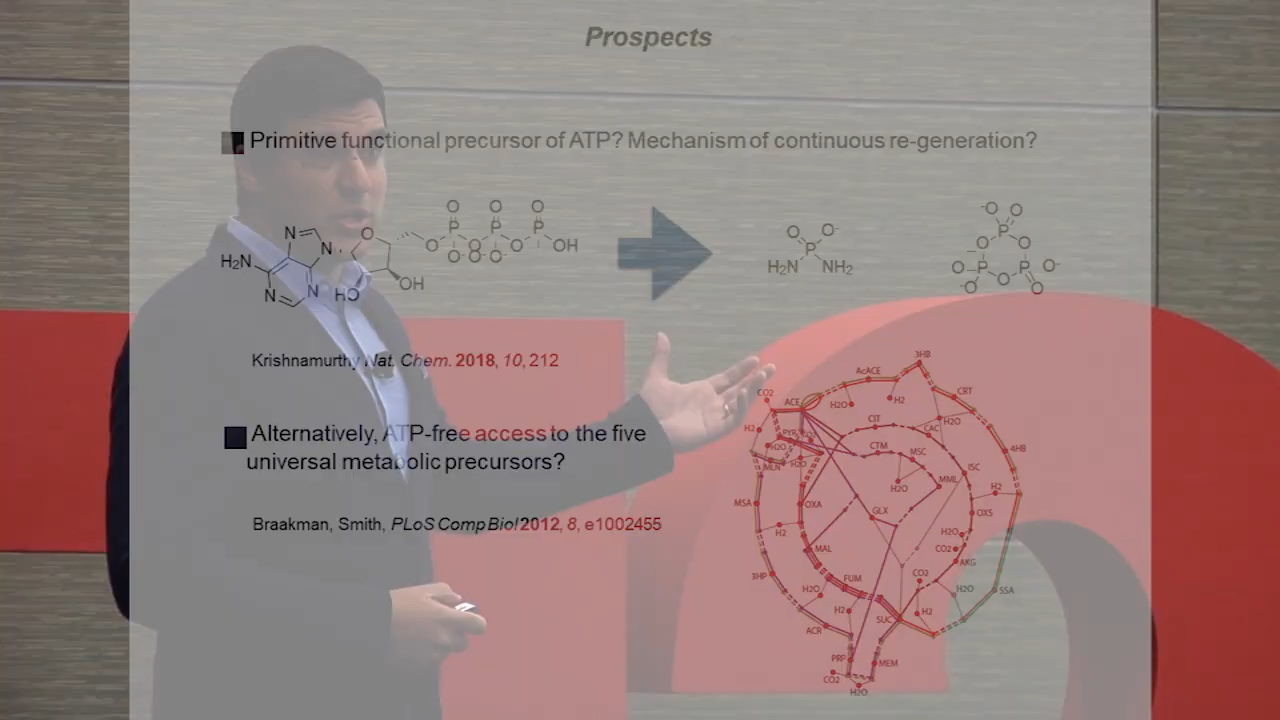 Prospects
Primitive functional precursor of ATP? Mechanism of continuous re-generation?
H₂N
N
N
N
N
O
O
O
O
O
P
P
P
O
O
O⁻
O⁻
O⁻
OH
HO
OH
O
O⁻
P
H₂N
NH₂
⁻O
O
P
O
O
O
P
P
O⁻
O
⁻O
O
Krishnamurthy Nat. Chem. 2018, 10, 212
Alternatively, ATP-free access to the five
universal metabolic precursors?
Braakman, Smith, PLoS Comp Biol 2012, 8, e1002455
3HB
AcACE
CO2
ACE
H2O
H2
CRT
H2O
CIT
CAC
H2
PYR
H2O
H2O
MLN
CTM
MSC
4HB
ISC
H2O
MML
H2
MSA
OXA
GLX
OXS
H2
H2O
MAL
CO2
AKG
3HP
FUM
CO2
H2O
H2O
SSA
H2
H2
SUC
ACR
PRP
MEM
CO2
H2O